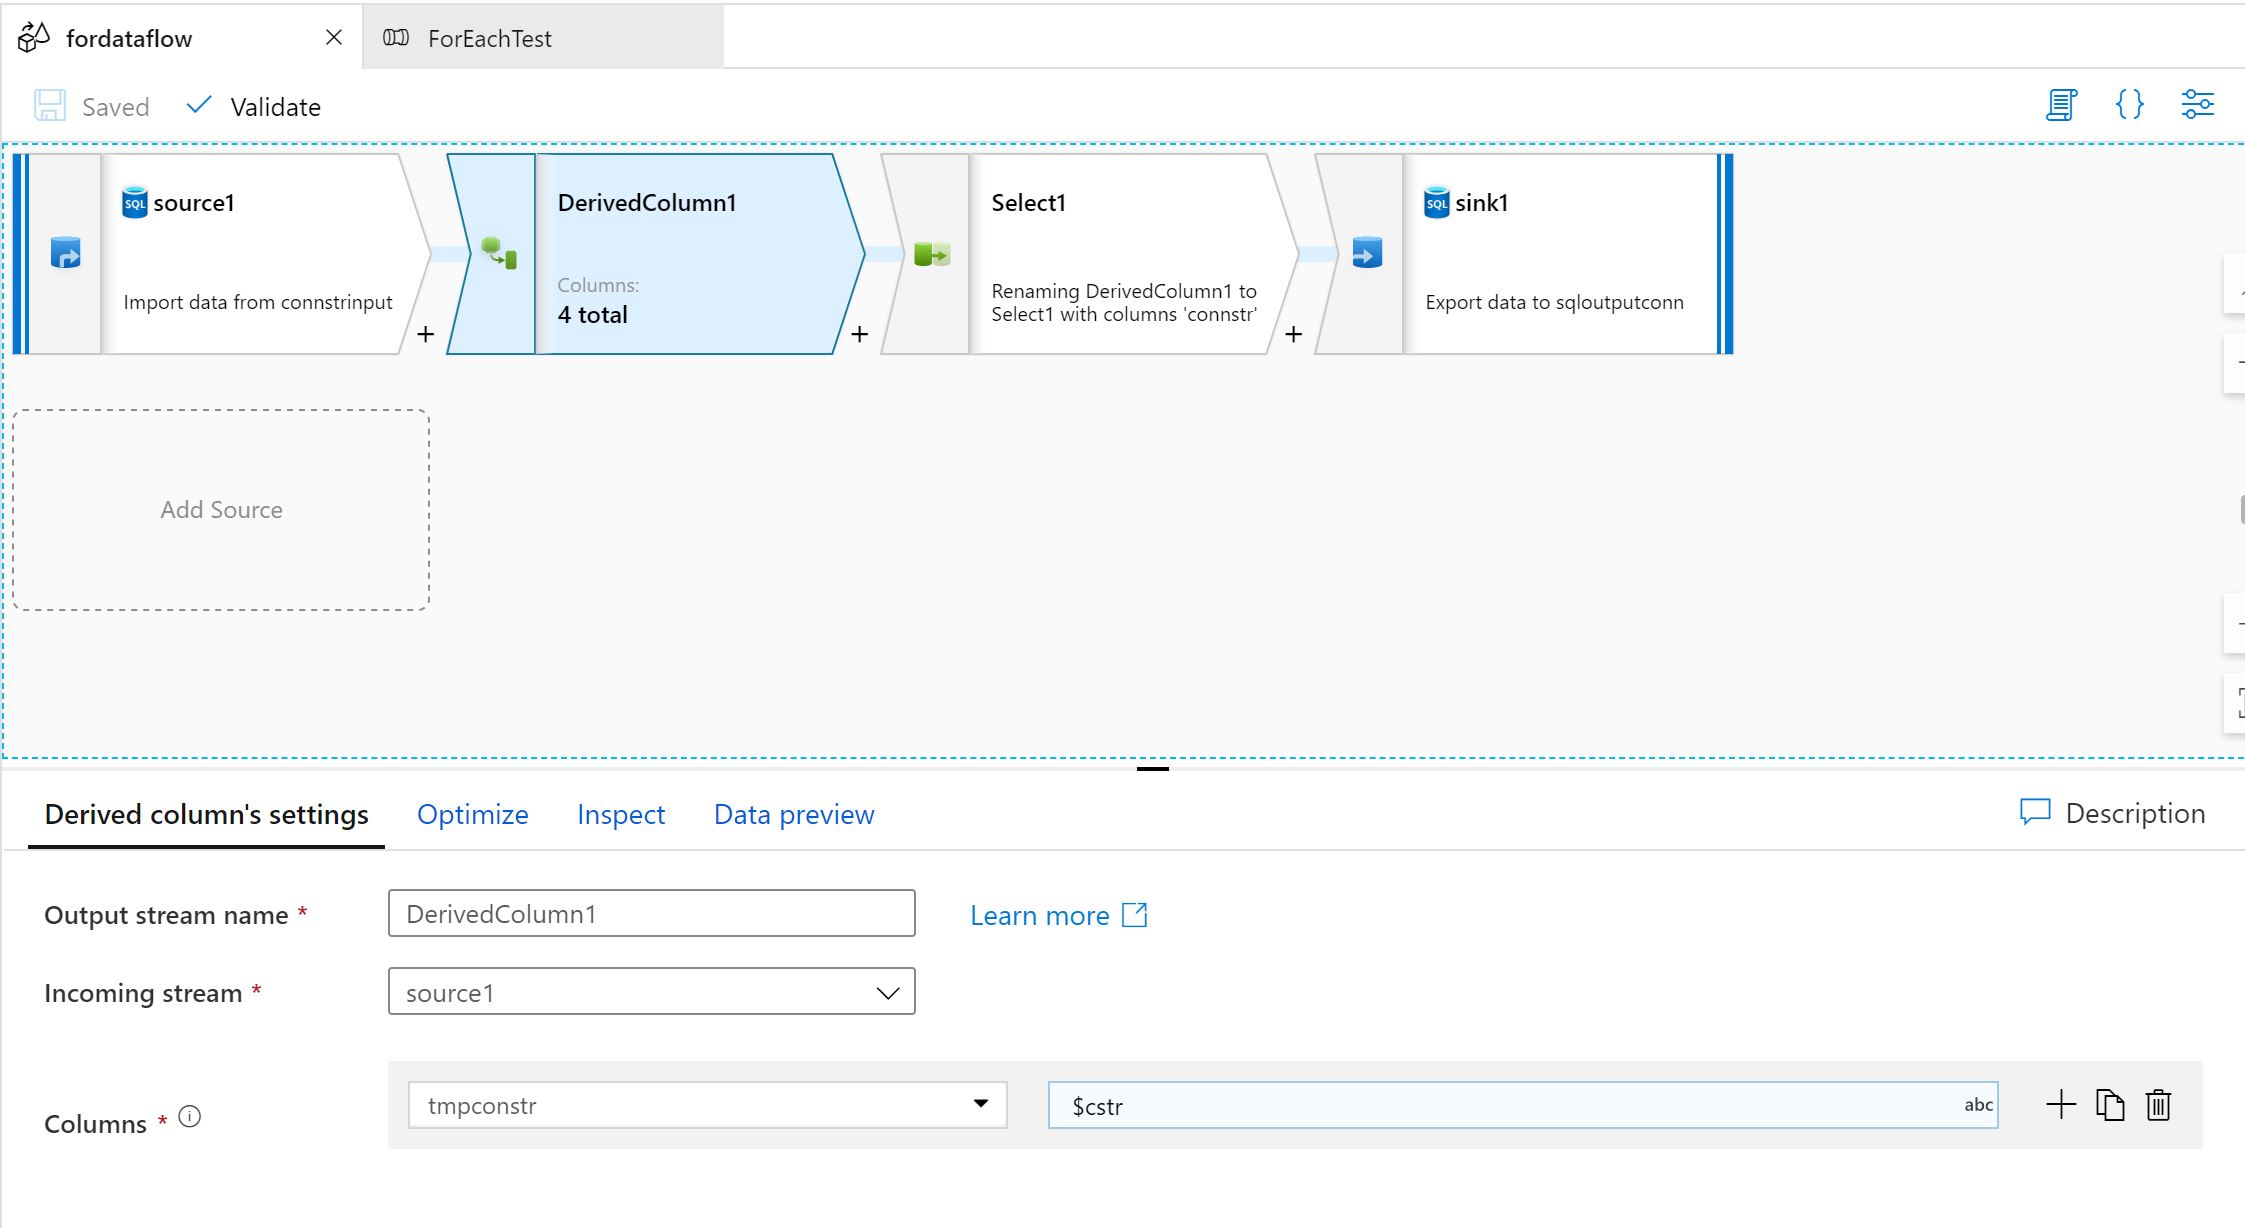 fordataflow
ForEachTest
Saved
Validate
SQL source1
Import data from connstrinput
+
DerivedColumn1
Columns:
4 total
+
Select1
Renaming DerivedColumn1 to
Select1 with columns 'connstr'
+
SQL sink1
Export data to sqloutputconn
Add Source
Derived column's settings
Optimize
Inspect
Data preview
Description
Output stream name *
DerivedColumn1
Learn more
Incoming stream *
source1
Columns *
tmpconstr
$cstr
abc